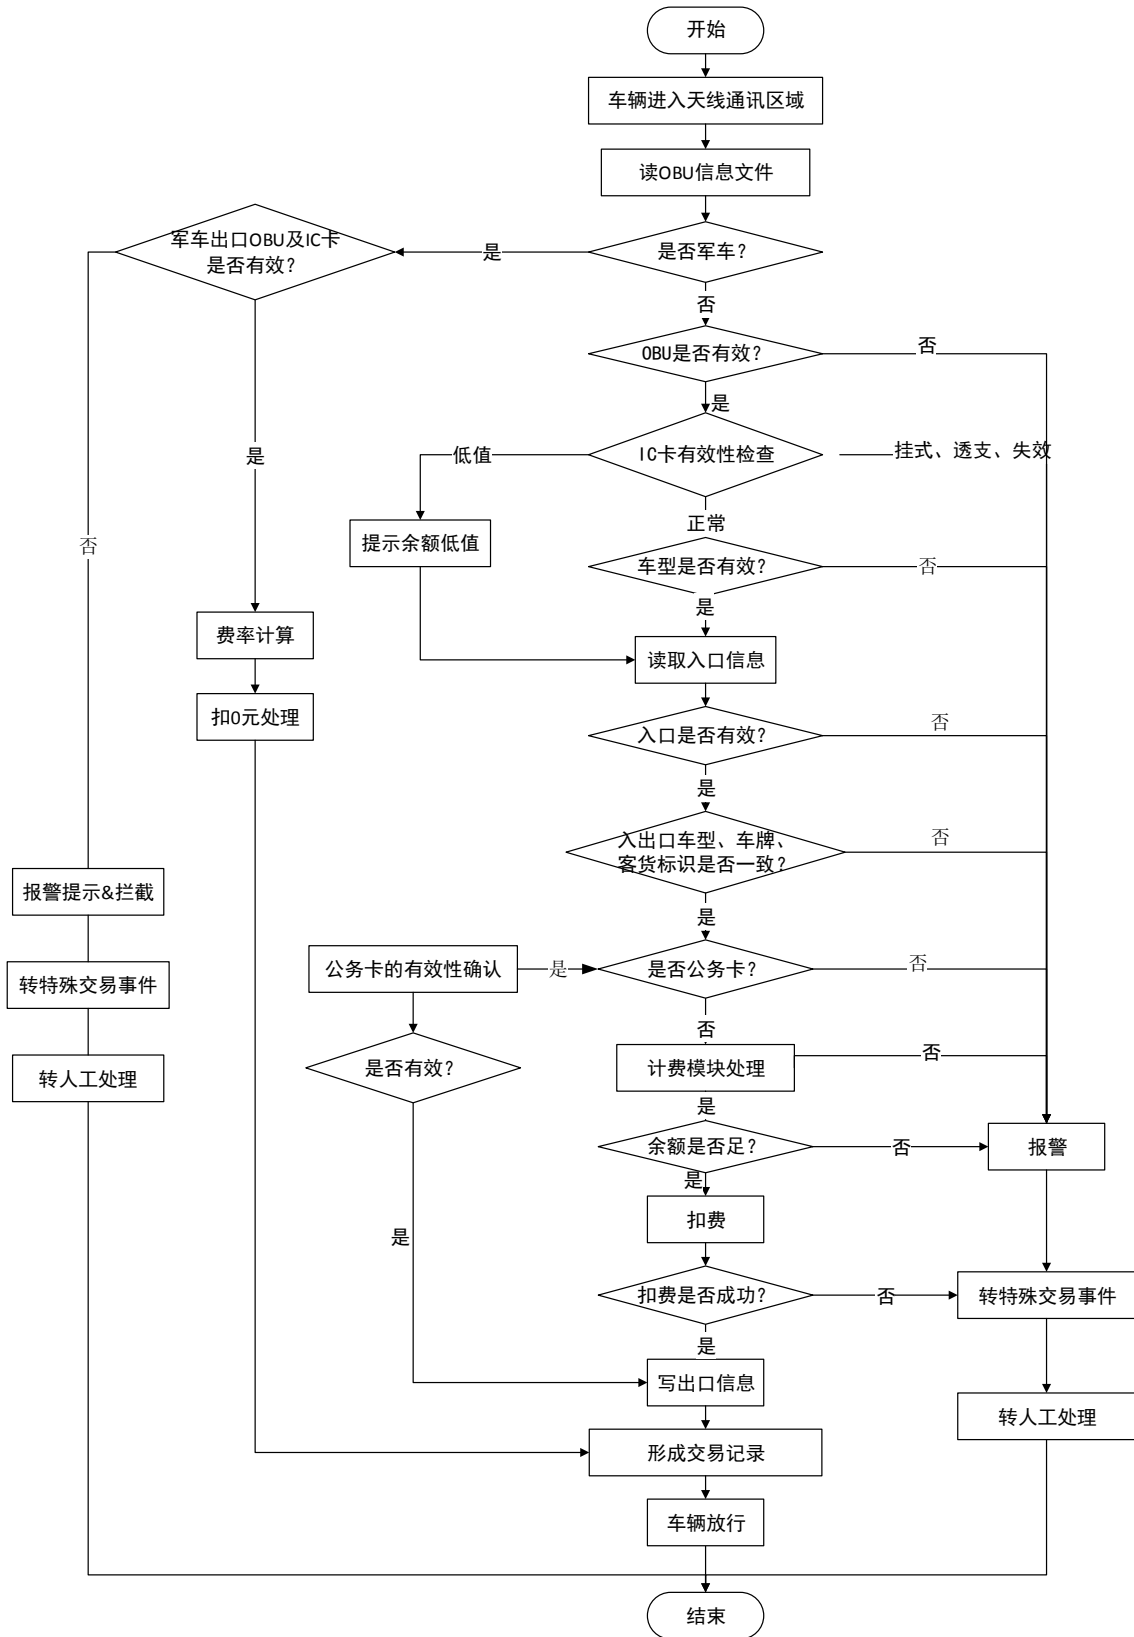 开始
车辆进入天线通讯区域
读OBU信息文件
军车出口OBU及IC卡
是否有效?
是
是否军车?
否
OBU是否有效?
否
是
低值
IC卡有效性检查
挂式、透支、失效
是
正常
否
提示余额低值
车型是否有效?
否
是
费率计算
读取入口信息
扣0元处理
入口是否有效?
否
是
入出口车型、车牌、
客货标识是否一致?
否
报警提示&拦截
是
公务卡的有效性确认
是
是否公务卡?
否
转特殊交易事件
否
是否有效?
计费模块处理
否
转人工处理
是
余额是否足?
否
报警
是
扣费
是
扣费是否成功?
否
转特殊交易事件
是
写出口信息
转人工处理
形成交易记录
车辆放行
结束